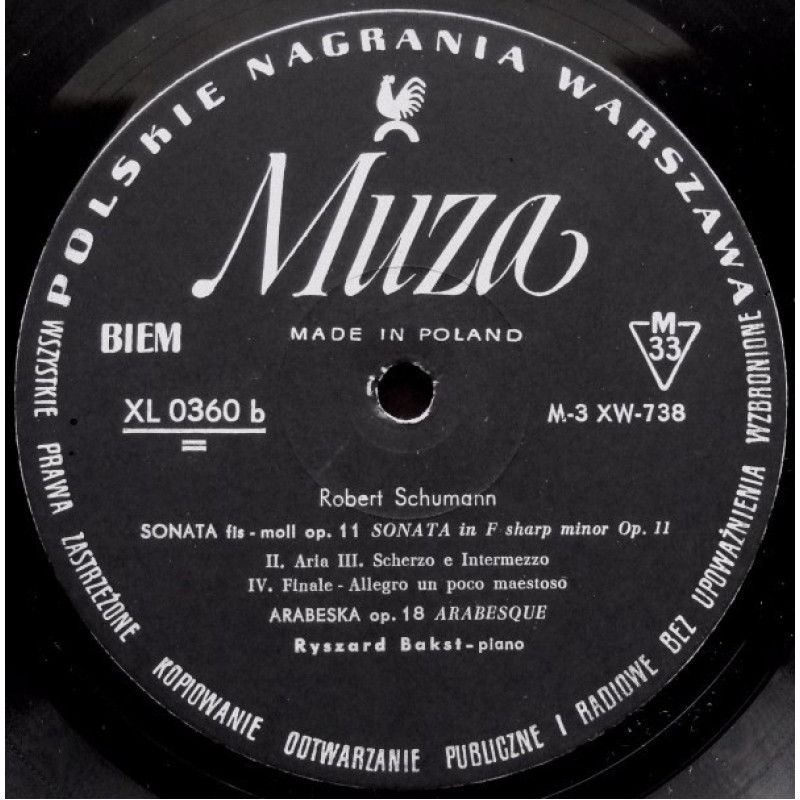 POLSKIE NAGRANIA WARSZAWA
Muza
BIEM
MADE IN POLAND
M
33
XL 0360 b
M-3 XW-738
Robert Schumann
SONATA fis-moll op. 11 SONATA in F sharp minor Op. 11
II. Aria III. Scherzo e Intermezzo
IV. Finale - Allegro un poco maestoso
ARABESKA op. 18 ARABESQUE
Ryszard Bakst-piano
WSZYSTKIE PRAWA ZASTRZEŻONE KOPIOWANIE ODTWARZANIE PUBLICZNE I RADIOWE BEZ UPOWAŻNIENIA WZBRONIONE